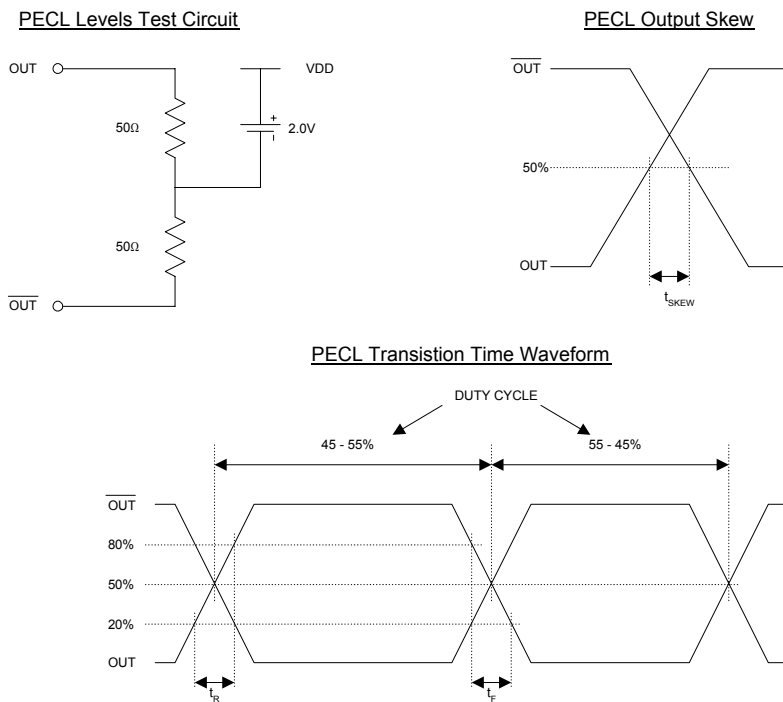 PECL Levels Test Circuit
OUT
VDD
50Ω
+
2.0V
-
50Ω
OUT
PECL Output Skew
OUT
50%
OUT
tSKEW
PECL Transistion Time Waveform
DUTY CYCLE
45 - 55%
55 - 45%
OUT
80%
50%
20%
OUT
tR
tF